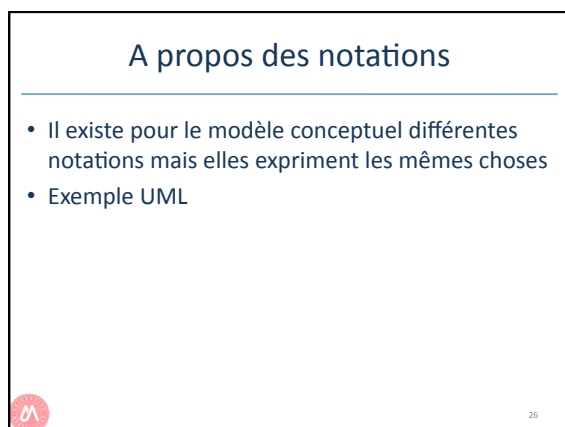 A propos des notations
• Il existe pour le modèle conceptuel différentes
notations mais elles expriment les mêmes choses
• Exemple UML
26